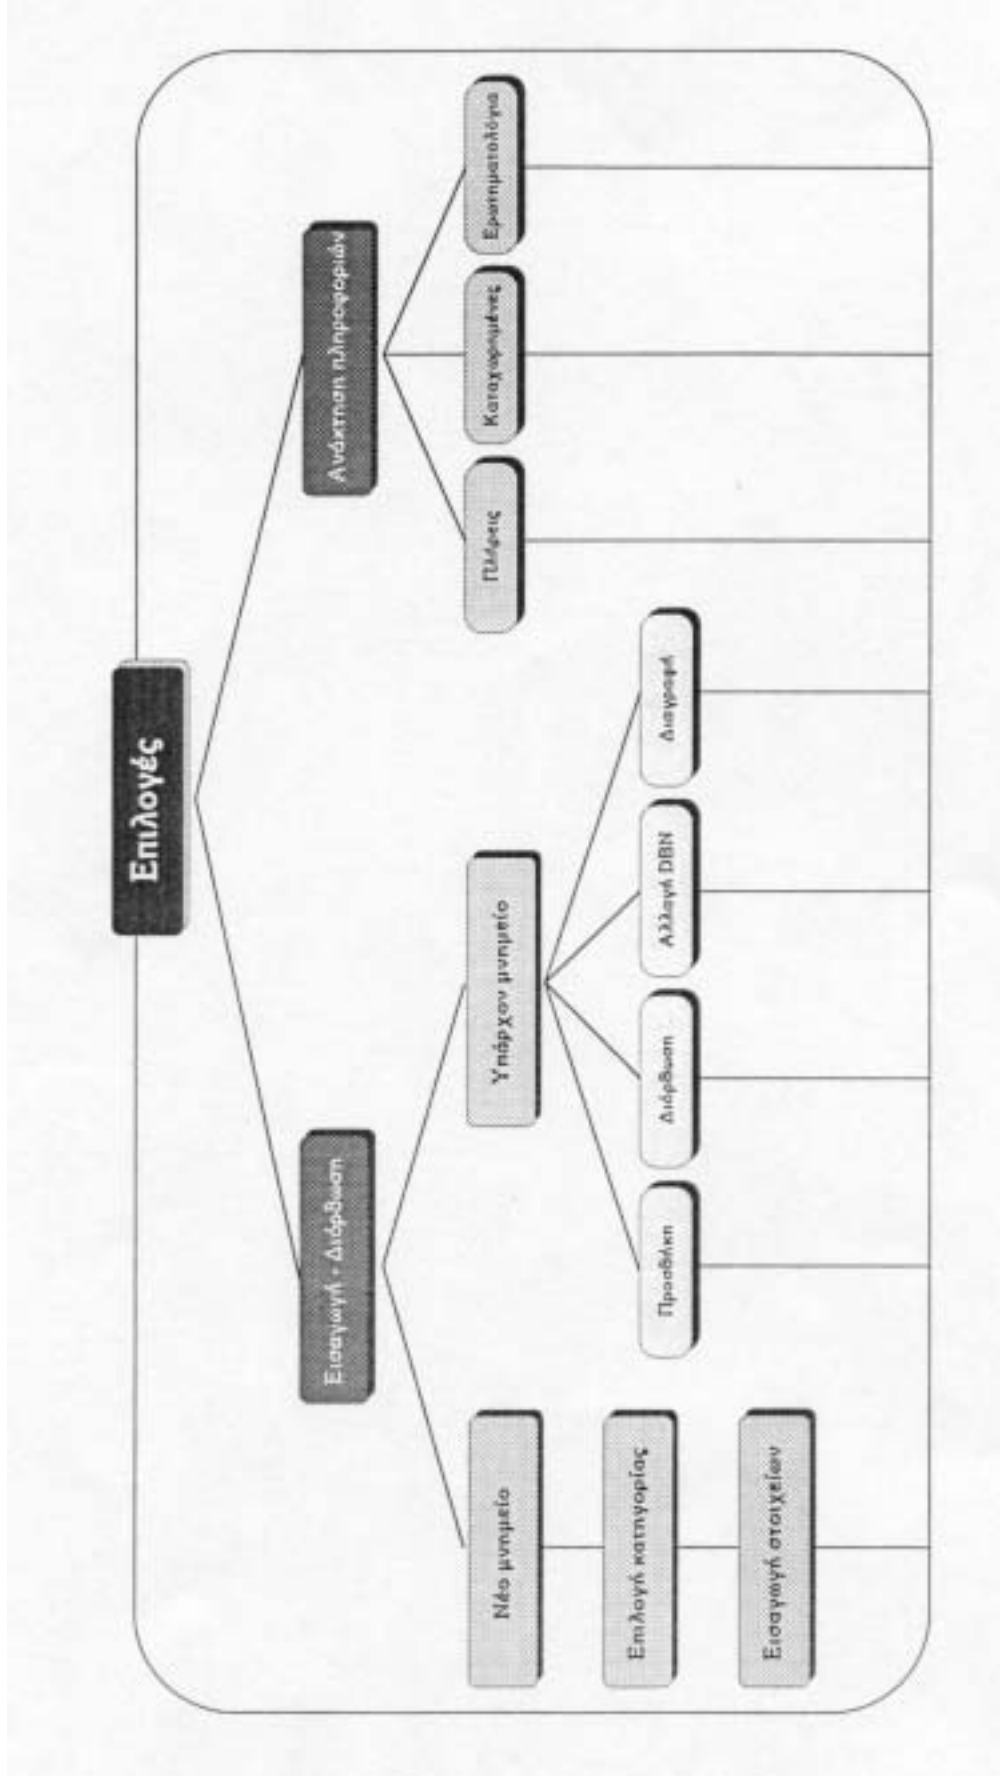 Επιλογές
Εισαγωγή + Διόρθωση
Ανάκτηση πληροφοριών
Νέο μνημείο
Υπάρχον μνημείο
Πλήρεις
Καταχωρημένες
Ερωτηματολόγια
Επιλογή κατηγορίας
Προσθήκη
Διόρθωση
Αλλαγή DBN
Διαγραφή
Εισαγωγή στοιχείων